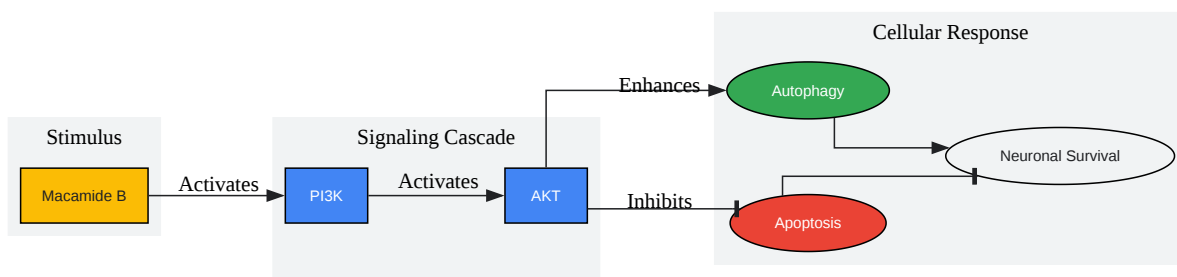 Stimulus
Macamide B
Activates
Signaling Cascade
PI3K
Activates
AKT
Enhances
Inhibits
Cellular Response
Autophagy
Neuronal Survival
Apoptosis